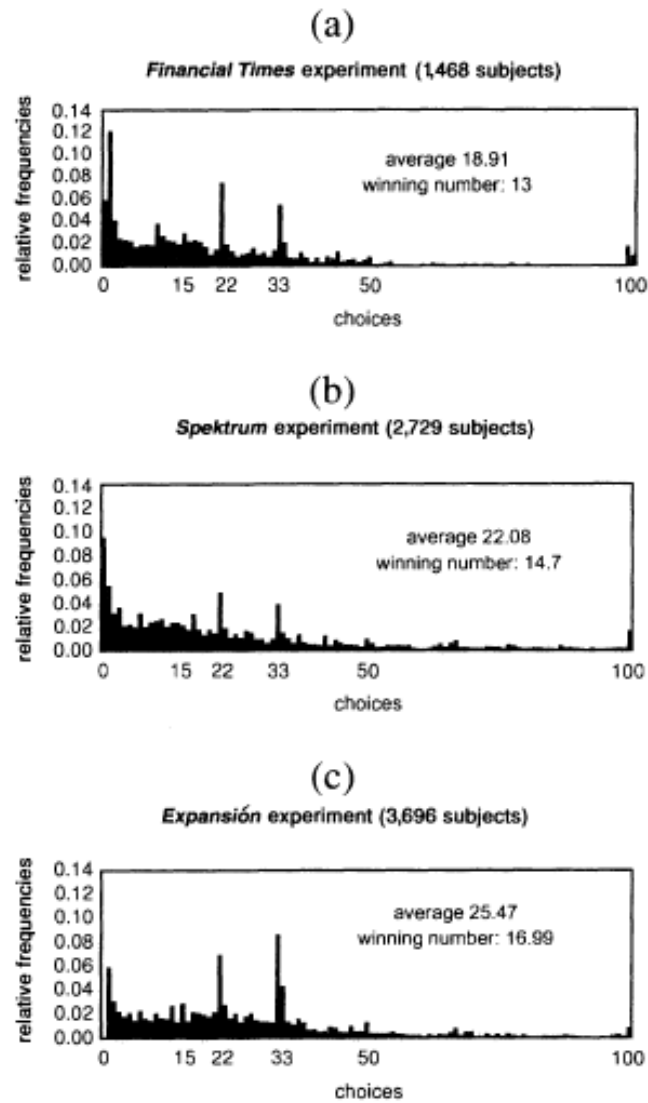 (a)
Financial Times experiment (1,468 subjects)
relative frequencies
0.14
0.12
0.10
0.08
0.06
0.04
0.02
0.00
average 18.91
winning number: 13
0 15 22 33 50 100
choices
(b)
Spektrum experiment (2,729 subjects)
relative frequencies
0.14
0.12
0.10
0.08
0.06
0.04
0.02
0.00
average 22.08
winning number: 14.7
0 15 22 33 50 100
choices
(c)
Expansión experiment (3,696 subjects)
relative frequencies
0.14
0.12
0.10
0.08
0.06
0.04
0.02
0.00
average 25.47
winning number: 16.99
0 15 22 33 50 100
choices